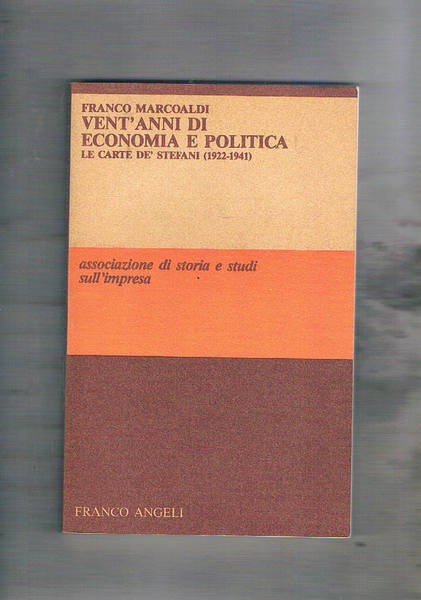 FRANCO MARCOALDI
VENT'ANNI DI
ECONOMIA E POLITICA
LE CARTE DE' STEFANI (1922-1941)
associazione di storia e studi
sull'impresa
FRANCO ANGELI